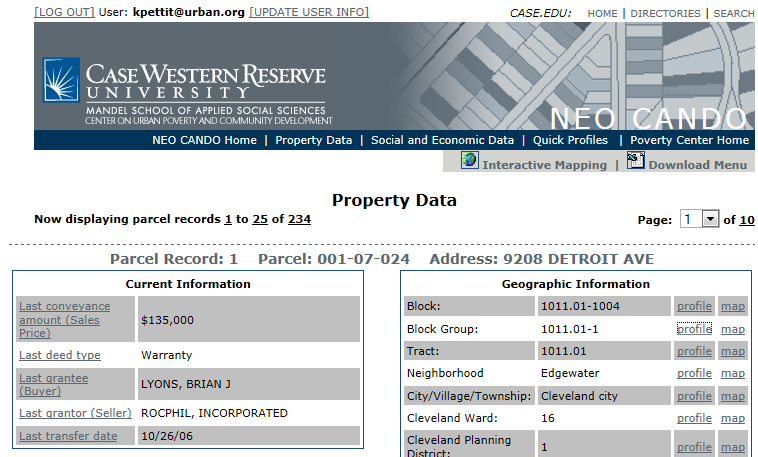 [LOG OUT] User: kpettit@urban.org [UPDATE USER INFO] CASE.EDU: HOME | DIRECTORIES | SEARCH
CASE WESTERN RESERVE
UNIVERSITY
MANDEL SCHOOL OF APPLIED SOCIAL SCIENCES
CENTER ON URBAN POVERTY AND COMMUNITY DEVELOPMENT
NEO CANDO
NEO CANDO Home | Property Data | Social and Economic Data | Quick Profiles | Poverty Center Home
Interactive Mapping | Download Menu
Property Data
Now displaying parcel records 1 to 25 of 234
Page: 1 of 10
Parcel Record: 1 Parcel: 001-07-024 Address: 9208 DETROIT AVE
Current Information
Last conveyance
amount (Sales
Price)
$135,000
Last deed type Warranty
Last grantee
(Buyer)
LYONS, BRIAN J
Last grantor (Seller) ROCPHIL, INCORPORATED
Last transfer date 10/26/06
Geographic Information
Block: 1011.01-1004 profile map
Block Group: 1011.01-1 profile map
Tract: 1011.01 profile map
Neighborhood Edgewater profile map
City/Village/Township: Cleveland city profile map
Cleveland Ward: 16 profile map
Cleveland Planning
District:
1 profile map